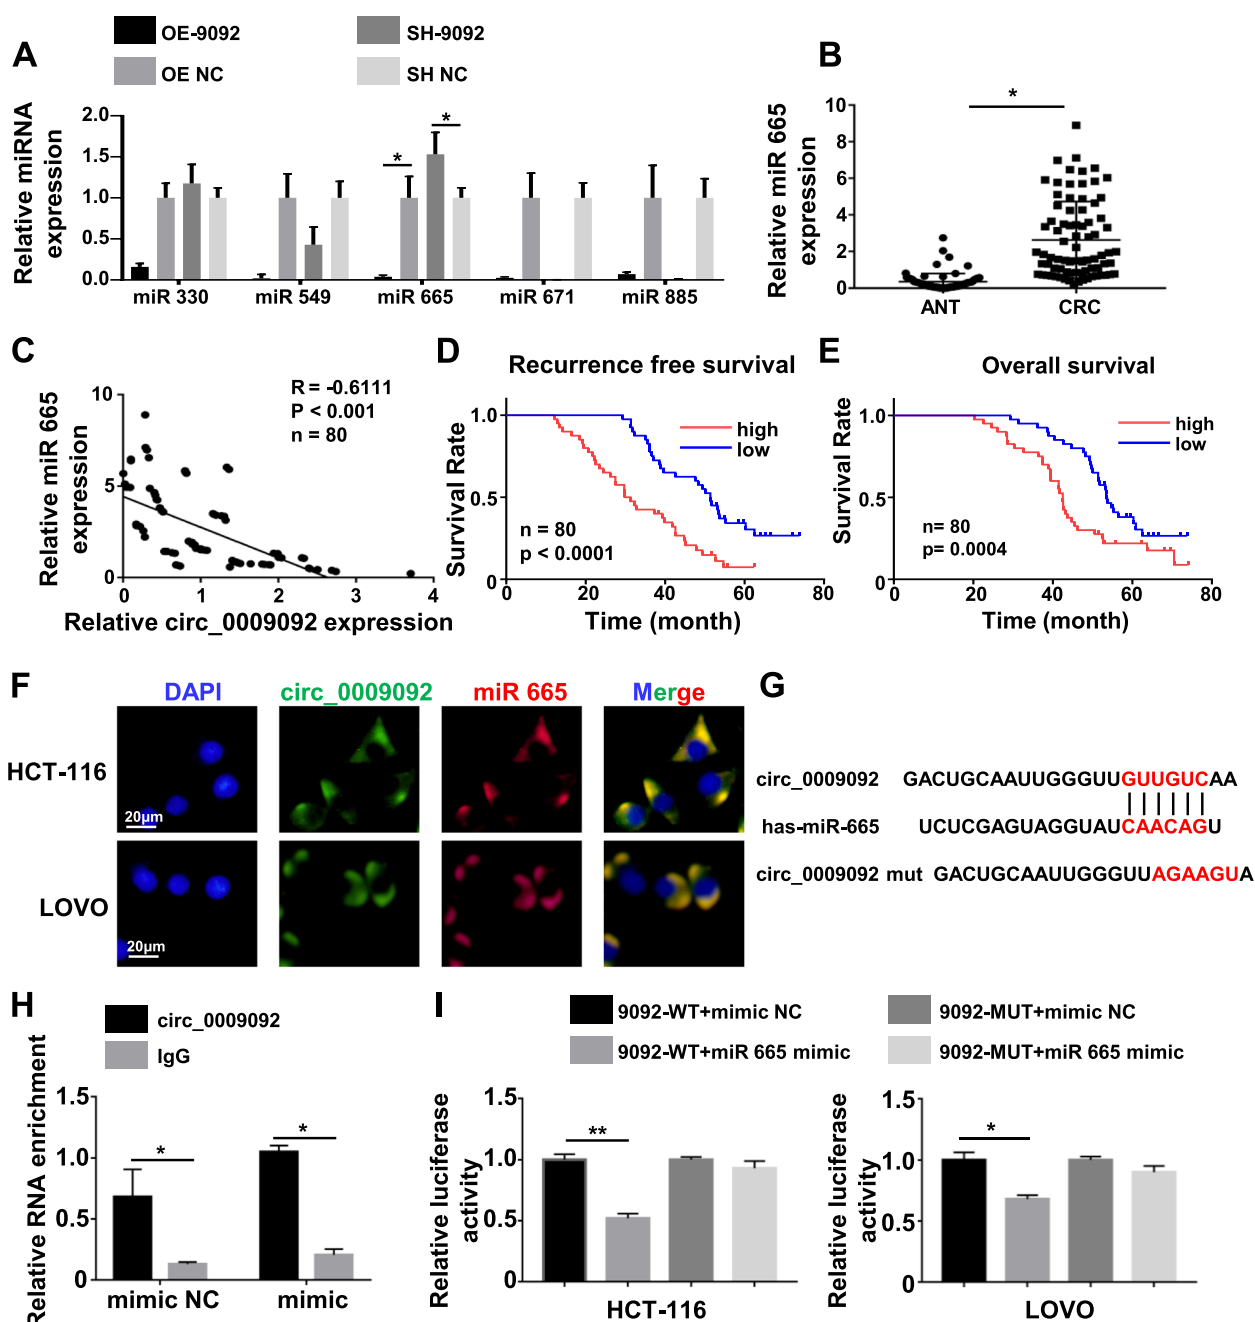 A
OE-9092
SH-9092
OE NC
SH NC
Relative miRNA
expression
2.0
1.5
1.0
0.5
0.0
*
*
miR 330
miR 549
miR 665
miR 671
miR 885
B
Relative miR 665
expression
10
8
6
4
2
0
*
ANT
CRC
C
Relative miR 665
expression
10
5
0
R = -0.6111
P < 0.001
n = 80
0
1
2
3
4
Relative circ_0009092 expression
D
Recurrence free survival
Survival Rate
1.0
0.5
0
high
low
n = 80
p < 0.0001
0
20
40
60
80
Time (month)
E
Overall survival
Survival Rate
1.0
0.5
0
high
low
n= 80
p= 0.0004
0
20
40
60
80
Time (month)
F
DAPI
circ_0009092
miR 665
Merge
HCT-116
20µm
LOVO
20µm
G
circ_0009092 GACUGCAAUUGGGUUGUUGUCAA
has-miR-665 UCUCGAGUAGGUAUCAACAGU
circ_0009092 mut GACUGCAAUUGGGUUAGAAGUA
H
circ_0009092
IgG
Relative RNA enrichment
1.5
1.0
0.5
0
*
*
mimic NC
mimic
I
9092-WT+mimic NC
9092-MUT+mimic NC
9092-WT+miR 665 mimic
9092-MUT+miR 665 mimic
Relative luciferase
activity
1.5
1.0
0.5
0
**
HCT-116
Relative luciferase
activity
1.5
1.0
0.5
0
*
LOVO